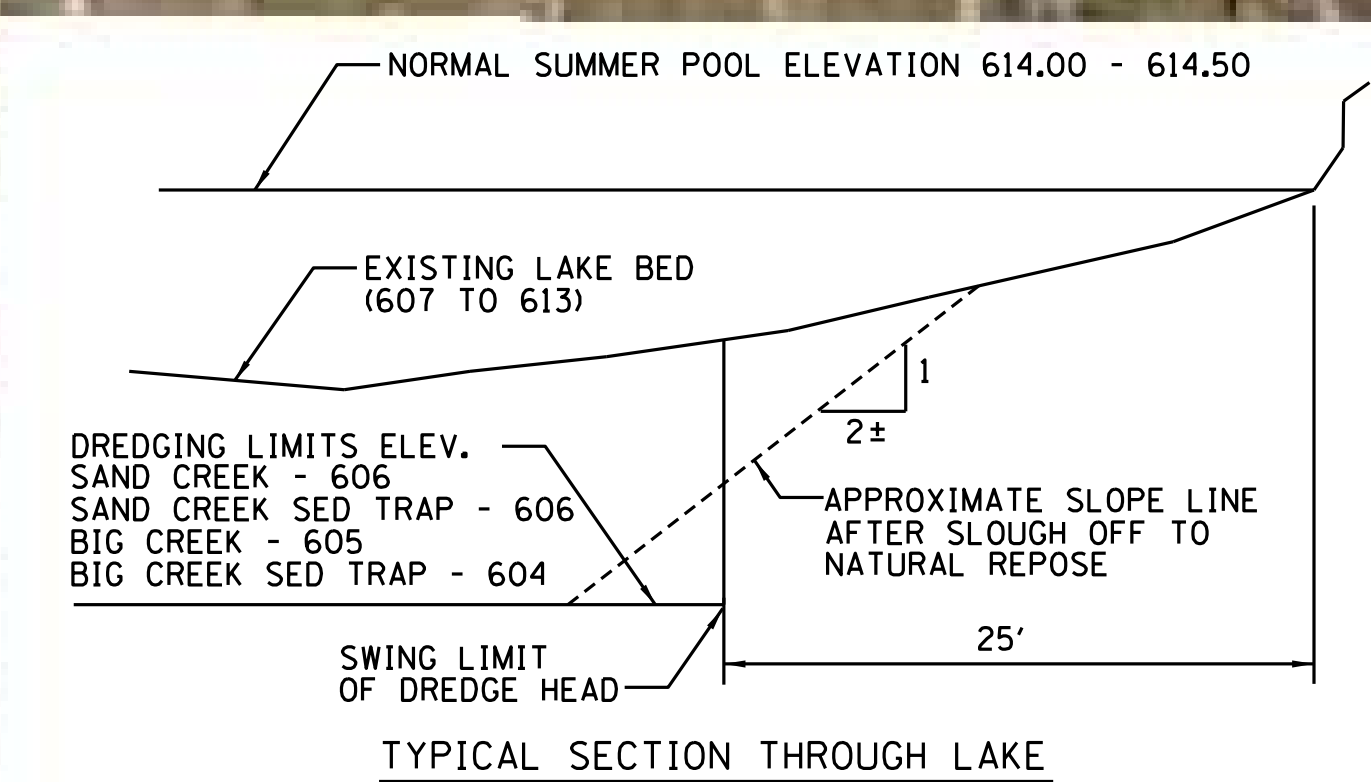 NORMAL SUMMER POOL ELEVATION 614.00 - 614.50
EXISTING LAKE BED
(607 TO 613)
1
2±
DREDGING LIMITS ELEV.
SAND CREEK - 606
SAND CREEK SED TRAP - 606
BIG CREEK - 605
BIG CREEK SED TRAP - 604
APPROXIMATE SLOPE LINE
AFTER SLOUGH OFF TO
NATURAL REPOSE
25'
SWING LIMIT
OF DREDGE HEAD
TYPICAL SECTION THROUGH LAKE